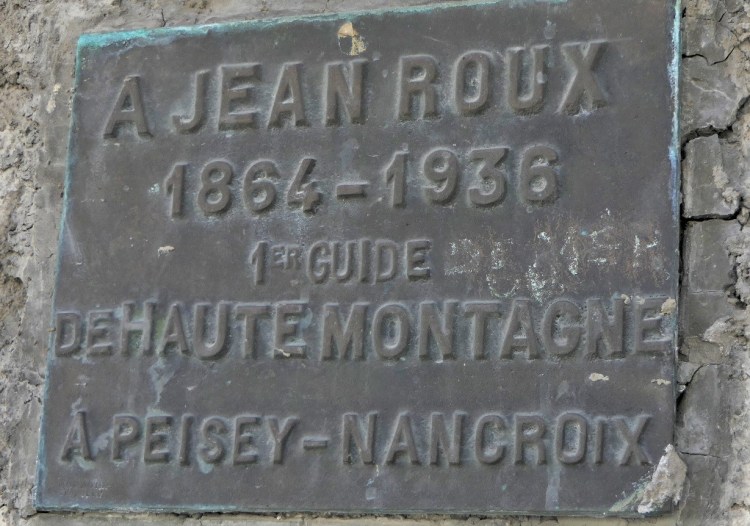 A JEAN ROUX
1864-1936
1ER GUIDE
DE HAUTE MONTAGNE
À PEISEY-NANCROIX